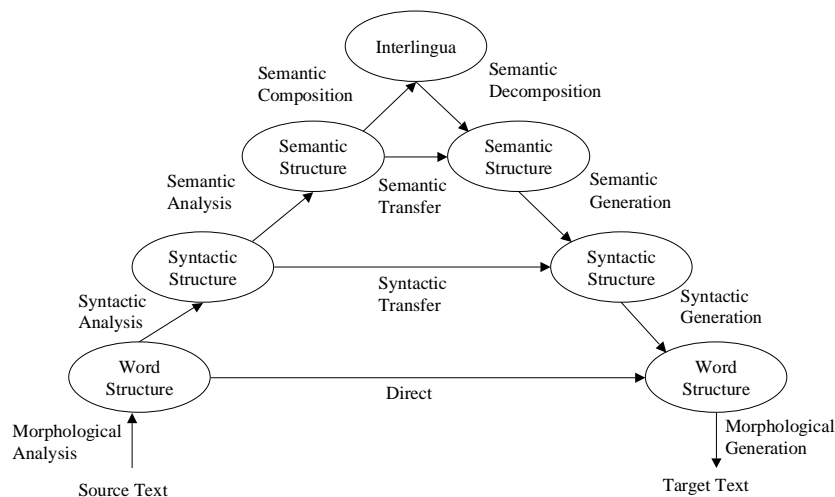 Interlingua
Semantic
Composition
Semantic
Decomposition
Semantic
Structure
Semantic
Structure
Semantic
Analysis
Semantic
Transfer
Semantic
Generation
Syntactic
Structure
Syntactic
Structure
Syntactic
Analysis
Syntactic
Transfer
Syntactic
Generation
Word
Structure
Word
Structure
Direct
Morphological
Analysis
Morphological
Generation
Source Text
Target Text